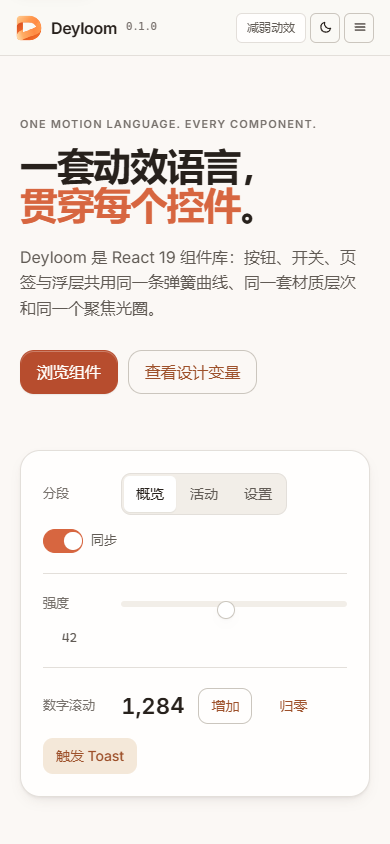 Deyloom 0.1.0 减弱动效
ONE MOTION LANGUAGE. EVERY COMPONENT.
一套动效语言，
贯穿每个控件。
Deyloom 是 React 19 组件库：按钮、开关、页
签与浮层共用同一条弹簧曲线、同一套材质层次
和同一个聚焦光圈。
浏览组件 查看设计变量
分段 概览 活动 设置
同步
强度
42
数字滚动 1,284 增加 归零
触发 Toast